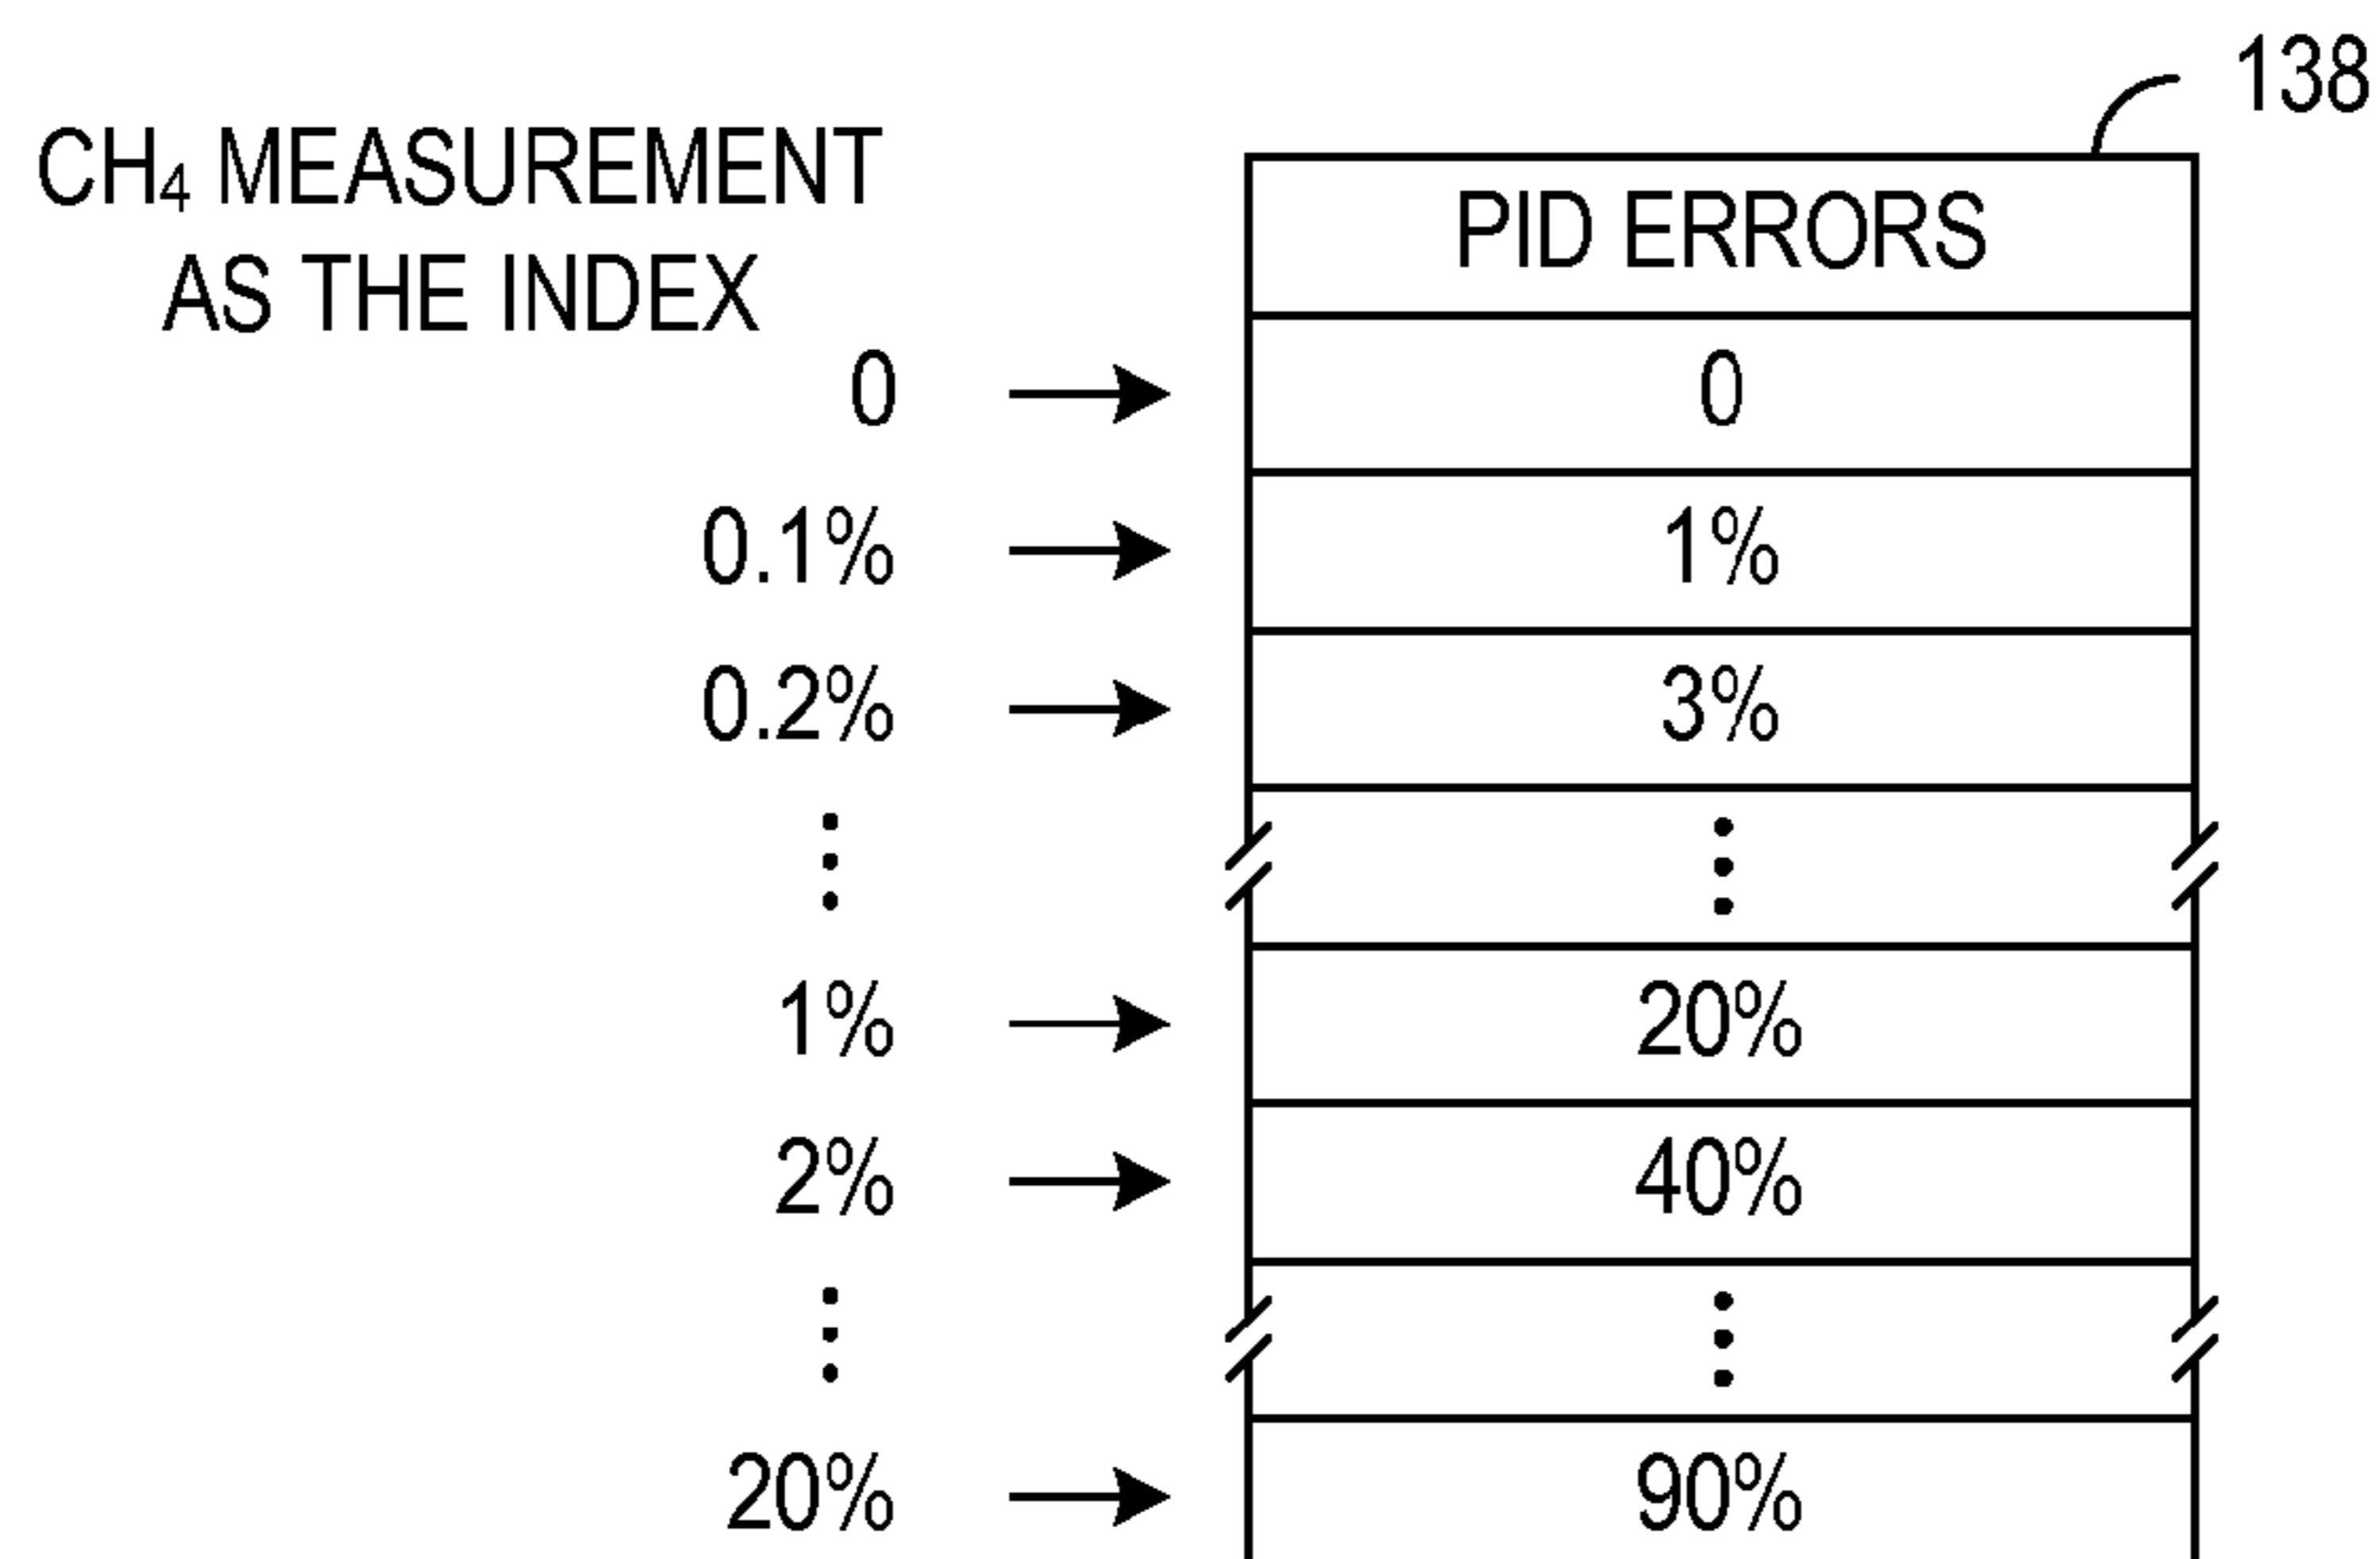 138
CH₄ MEASUREMENT
AS THE INDEX
PID ERRORS
0 → 0
0.1% → 1%
0.2% → 3%
⋮ ⋮
1% → 20%
2% → 40%
⋮ ⋮
20% → 90%